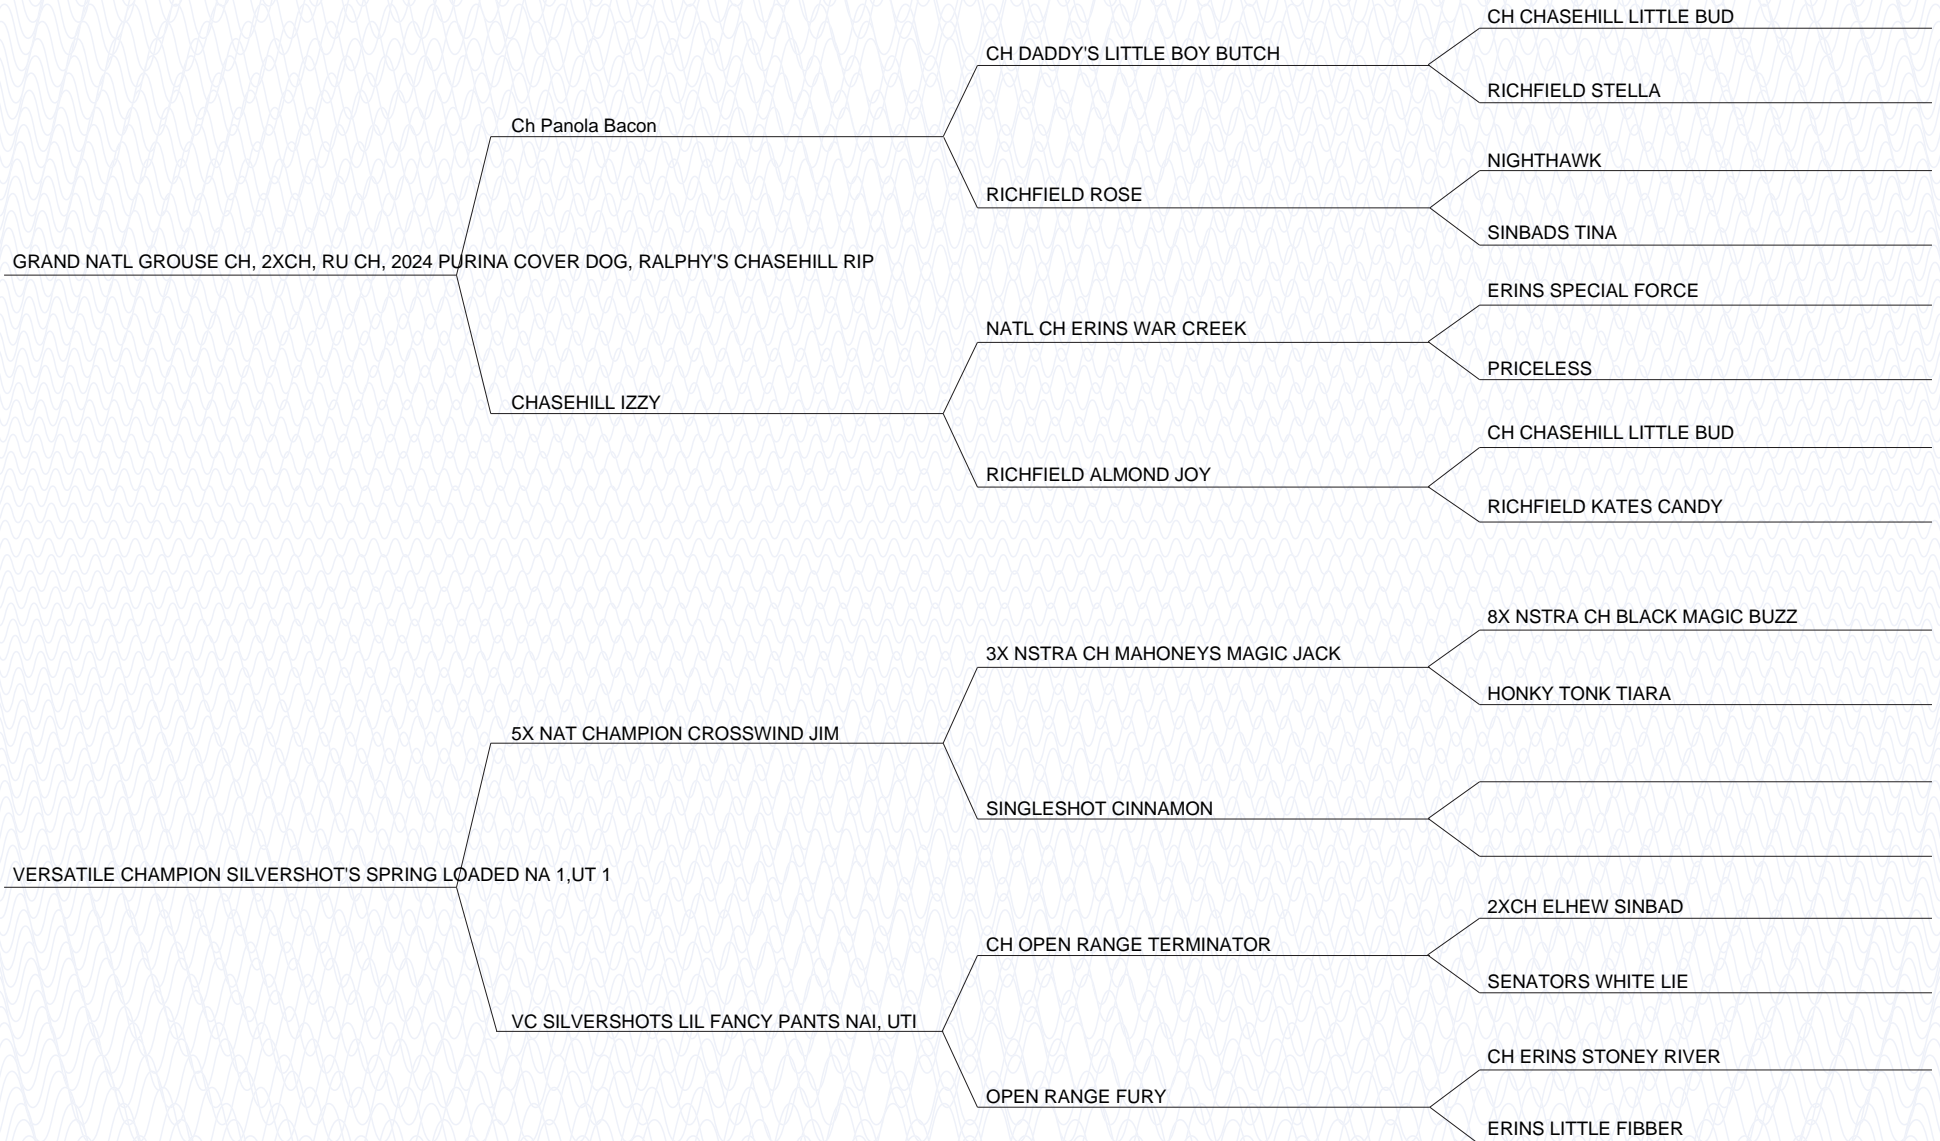 CH CHASEHILL LITTLE BUD
CH DADDY'S LITTLE BOY BUTCH
RICHFIELD STELLA
Ch Panola Bacon
NIGHTHAWK
RICHFIELD ROSE
SINBADS TINA
GRAND NATL GROUSE CH, 2XCH, RU CH, 2024 PURINA COVER DOG, RALPHY'S CHASEHILL RIP
ERINS SPECIAL FORCE
NATL CH ERINS WAR CREEK
PRICELESS
CHASEHILL IZZY
CH CHASEHILL LITTLE BUD
RICHFIELD ALMOND JOY
RICHFIELD KATES CANDY
8X NSTRA CH BLACK MAGIC BUZZ
3X NSTRA CH MAHONEYS MAGIC JACK
HONKY TONK TIARA
5X NAT CHAMPION CROSSWIND JIM
SINGLESHOT CINNAMON
VERSATILE CHAMPION SILVERSHOT'S SPRING LOADED NA 1,UT 1
2XCH ELHEW SINBAD
CH OPEN RANGE TERMINATOR
SENATORS WHITE LIE
VC SILVERSHOTS LIL FANCY PANTS NAI, UTI
CH ERINS STONEY RIVER
OPEN RANGE FURY
ERINS LITTLE FIBBER